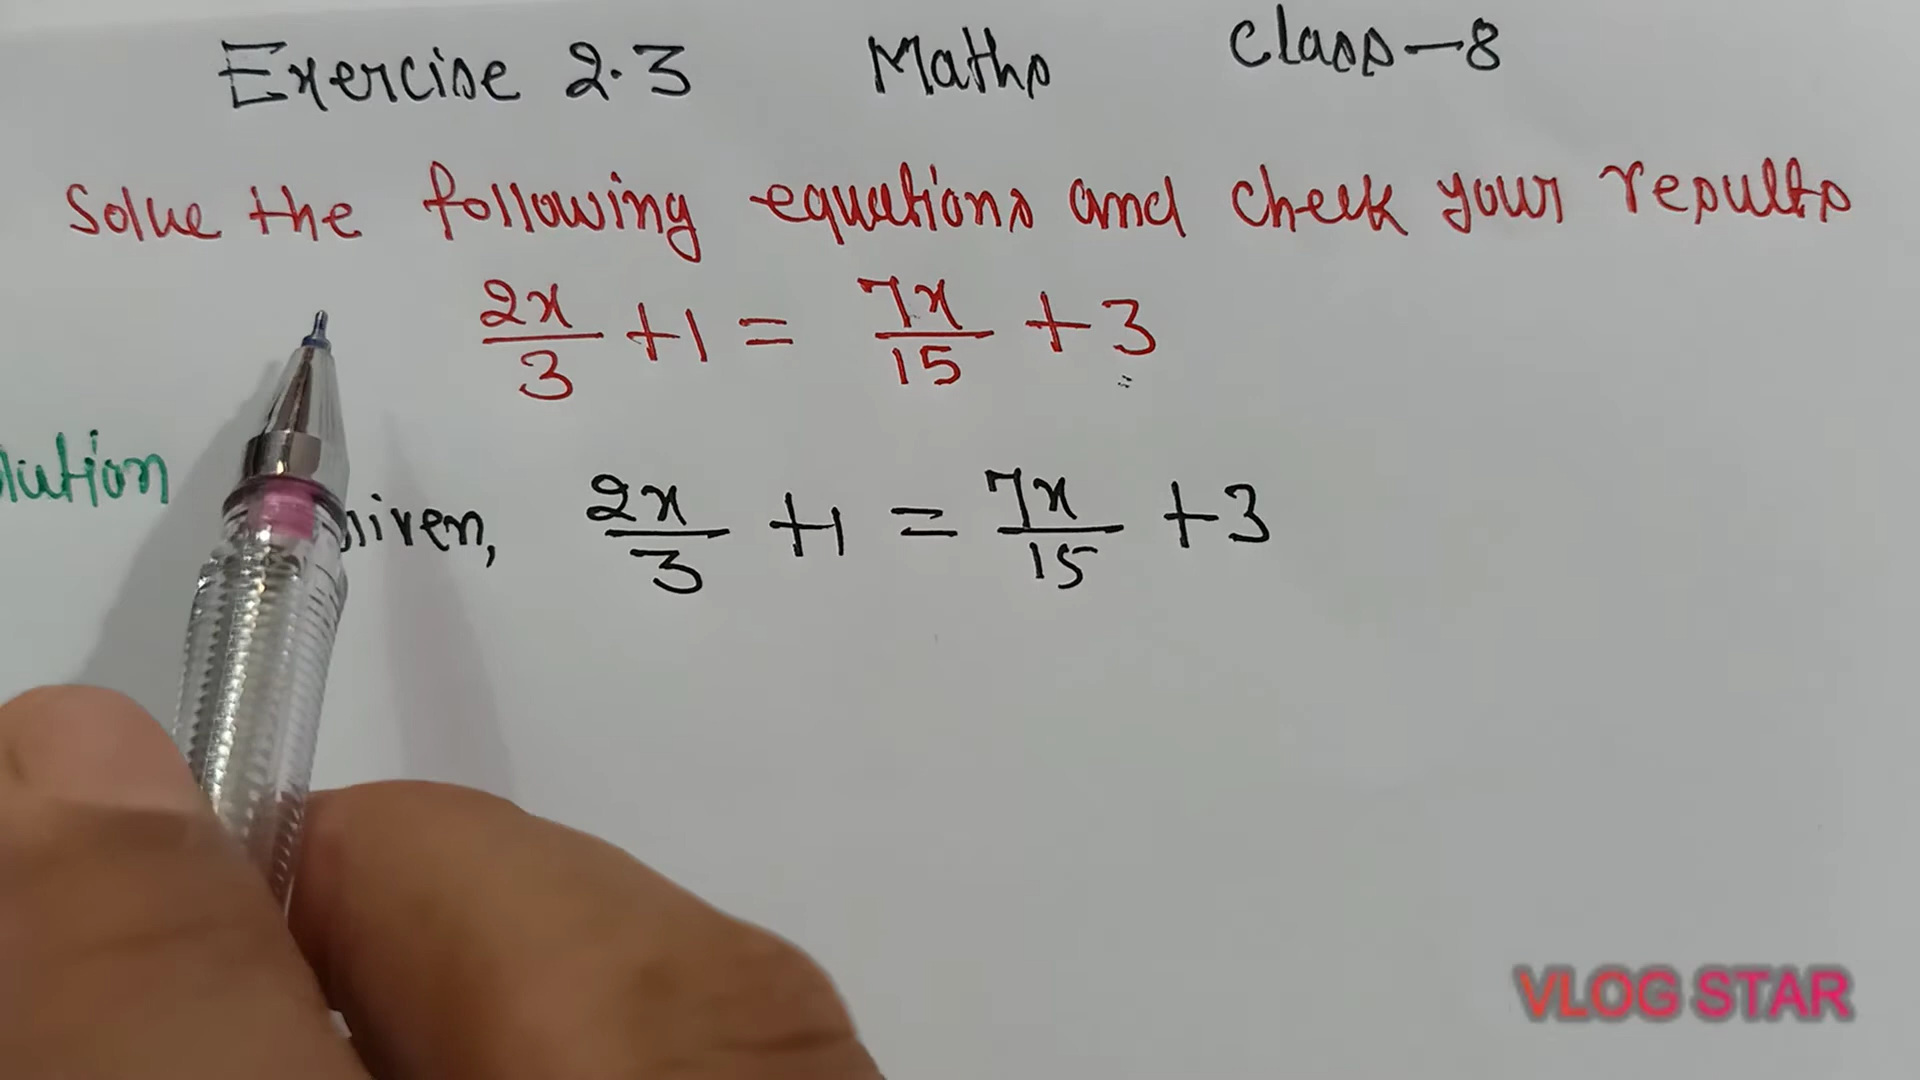 Exercise 2.3 Maths Class-8
Solve the following equations and check your results
2x/3 + 1 = 7x/15 + 3
lution
Given, 2x/3 + 1 = 7x/15 + 3
VLOG STAR